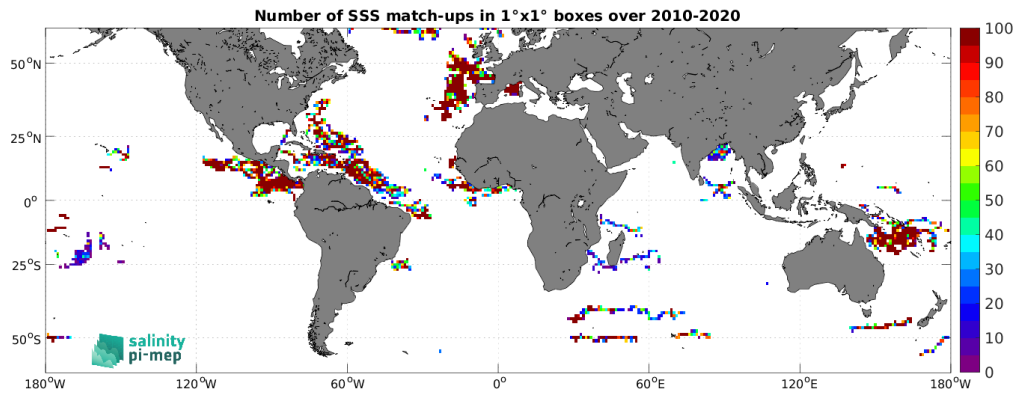 Number of SSS match-ups in 1°x1° boxes over 2010-2020
100
90
80
70
60
50
40
30
20
10
0
50°N
25°N
0°
25°S
50°S
salinity
pi-mep
180°W 120°W 60°W 0° 60°E 120°E 180°W